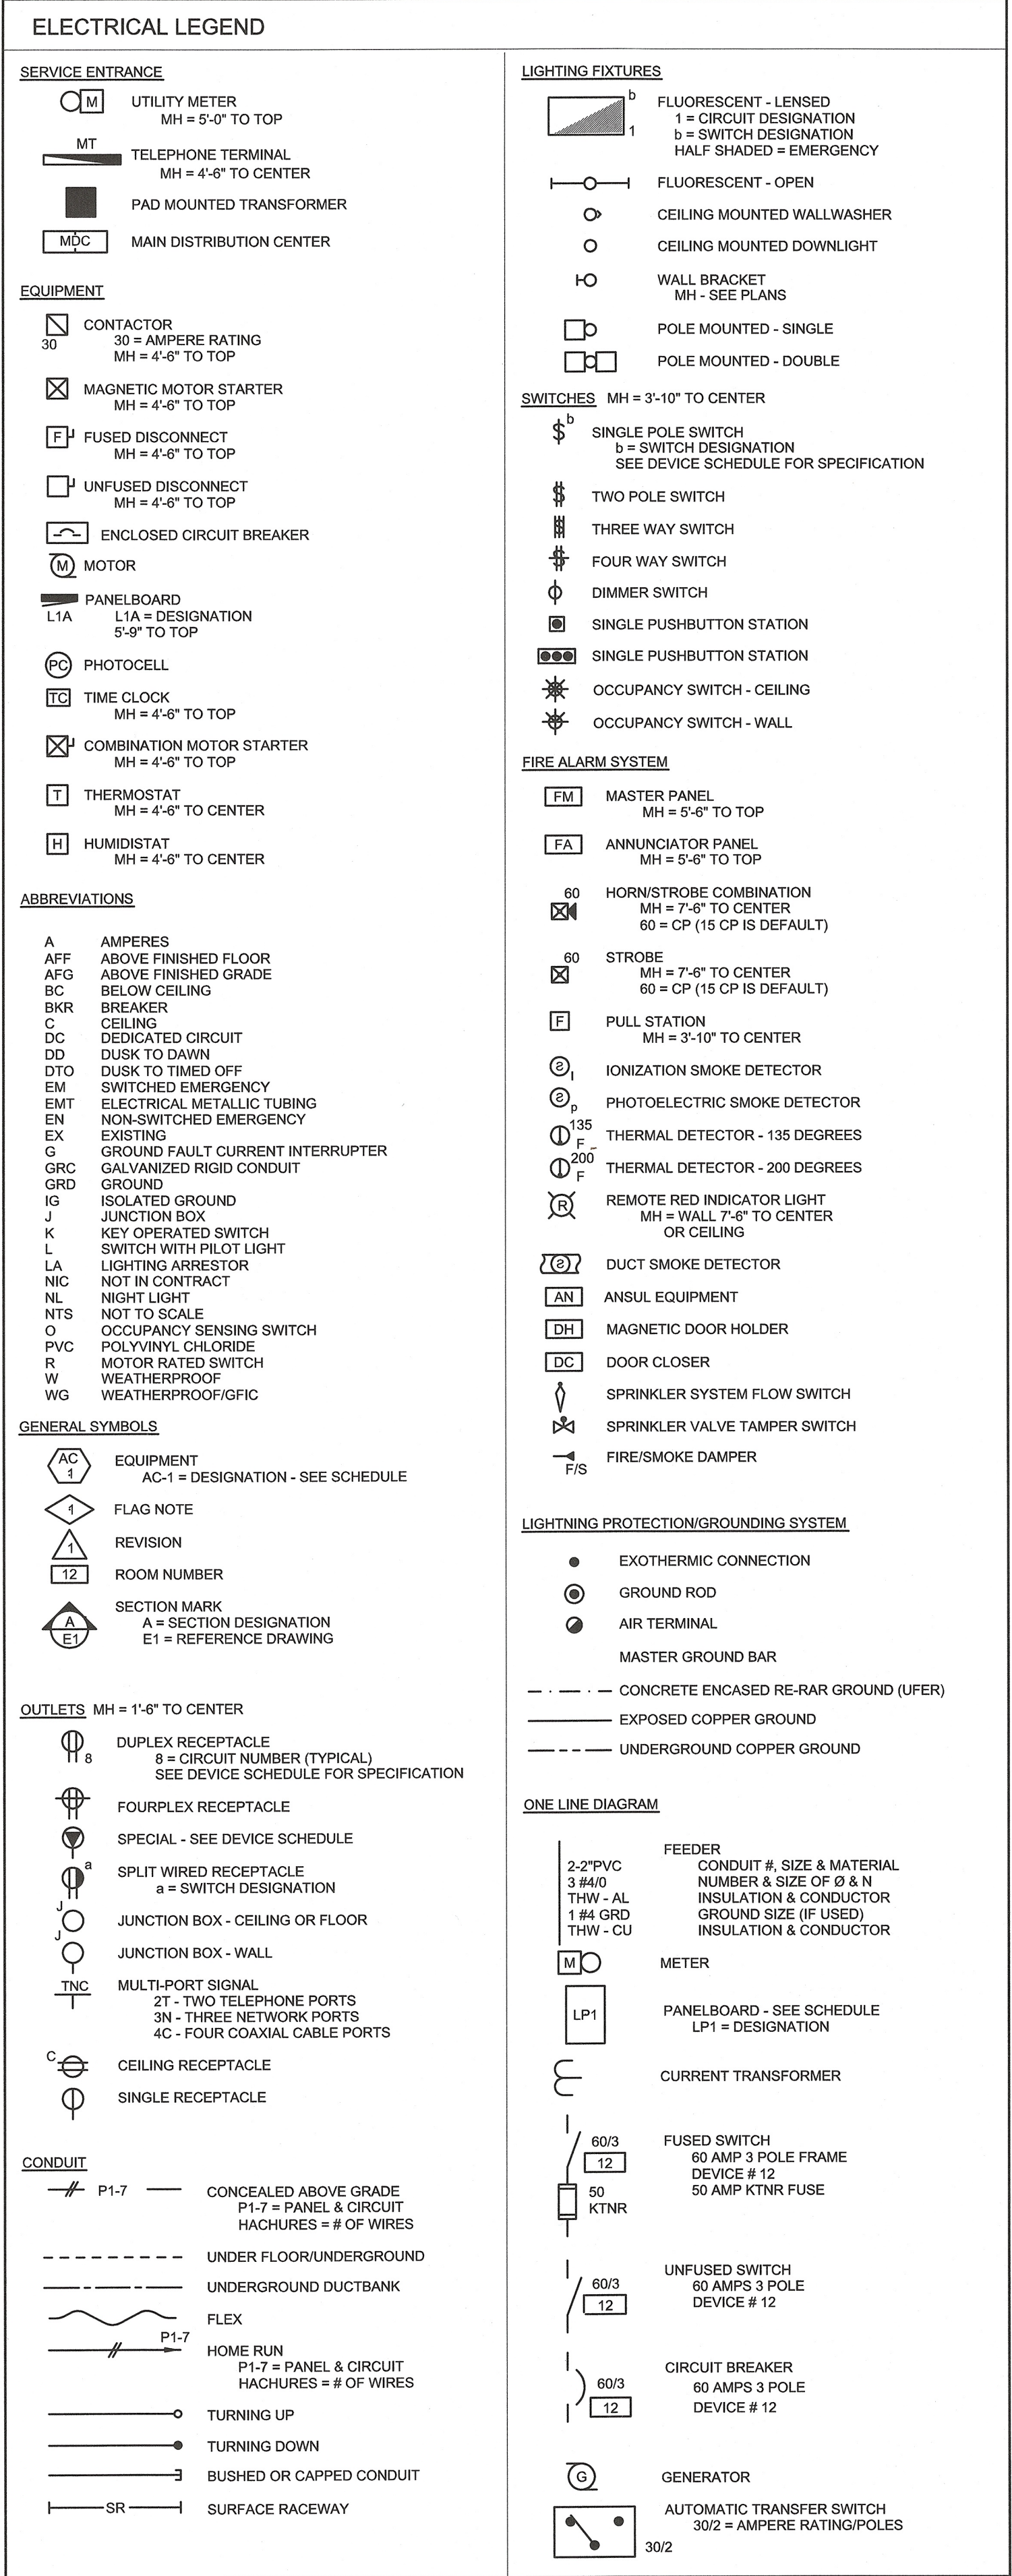 ELECTRICAL LEGEND
SERVICE ENTRANCE
M UTILITY METER
MH = 5'-0" TO TOP
MT
TELEPHONE TERMINAL
MH = 4'-6" TO CENTER
PAD MOUNTED TRANSFORMER
MDC MAIN DISTRIBUTION CENTER
EQUIPMENT
CONTACTOR
30 30 = AMPERE RATING
MH = 4'-6" TO TOP
MAGNETIC MOTOR STARTER
MH = 4'-6" TO TOP
F FUSED DISCONNECT
MH = 4'-6" TO TOP
UNFUSED DISCONNECT
MH = 4'-6" TO TOP
ENCLOSED CIRCUIT BREAKER
M MOTOR
PANELBOARD
L1A L1A = DESIGNATION
5'-9" TO TOP
PC PHOTOCELL
TC TIME CLOCK
MH = 4'-6" TO TOP
COMBINATION MOTOR STARTER
MH = 4'-6" TO TOP
T THERMOSTAT
MH = 4'-6" TO CENTER
H HUMIDISTAT
MH = 4'-6" TO CENTER
ABBREVIATIONS
A AMPERES
AFF ABOVE FINISHED FLOOR
AFG ABOVE FINISHED GRADE
BC BELOW CEILING
BKR BREAKER
C CEILING
DC DEDICATED CIRCUIT
DD DUSK TO DAWN
DTO DUSK TO TIMED OFF
EM SWITCHED EMERGENCY
EMT ELECTRICAL METALLIC TUBING
EN NON-SWITCHED EMERGENCY
EX EXISTING
G GROUND FAULT CURRENT INTERRUPTER
GRC GALVANIZED RIGID CONDUIT
GRD GROUND
IG ISOLATED GROUND
J JUNCTION BOX
K KEY OPERATED SWITCH
L SWITCH WITH PILOT LIGHT
LA LIGHTING ARRESTOR
NIC NOT IN CONTRACT
NL NIGHT LIGHT
NTS NOT TO SCALE
O OCCUPANCY SENSING SWITCH
PVC POLYVINYL CHLORIDE
R MOTOR RATED SWITCH
W WEATHERPROOF
WG WEATHERPROOF/GFIC
GENERAL SYMBOLS
AC 1 EQUIPMENT
AC-1 = DESIGNATION - SEE SCHEDULE
1 FLAG NOTE
1 REVISION
12 ROOM NUMBER
SECTION MARK
A A = SECTION DESIGNATION
E1 E1 = REFERENCE DRAWING
OUTLETS MH = 1'-6" TO CENTER
DUPLEX RECEPTACLE
8 8 = CIRCUIT NUMBER (TYPICAL)
SEE DEVICE SCHEDULE FOR SPECIFICATION
FOURPLEX RECEPTACLE
SPECIAL - SEE DEVICE SCHEDULE
a SPLIT WIRED RECEPTACLE
a = SWITCH DESIGNATION
J
JUNCTION BOX - CEILING OR FLOOR
J
JUNCTION BOX - WALL
TNC MULTI-PORT SIGNAL
2T - TWO TELEPHONE PORTS
3N - THREE NETWORK PORTS
4C - FOUR COAXIAL CABLE PORTS
C CEILING RECEPTACLE
SINGLE RECEPTACLE
CONDUIT
P1-7 CONCEALED ABOVE GRADE
P1-7 = PANEL & CIRCUIT
HACHURES = # OF WIRES
UNDER FLOOR/UNDERGROUND
UNDERGROUND DUCTBANK
FLEX
P1-7
HOME RUN
P1-7 = PANEL & CIRCUIT
HACHURES = # OF WIRES
TURNING UP
TURNING DOWN
BUSHED OR CAPPED CONDUIT
SR SURFACE RACEWAY
LIGHTING FIXTURES
b FLUORESCENT - LENSED
1 = CIRCUIT DESIGNATION
1 b = SWITCH DESIGNATION
HALF SHADED = EMERGENCY
FLUORESCENT - OPEN
CEILING MOUNTED WALLWASHER
CEILING MOUNTED DOWNLIGHT
WALL BRACKET
MH - SEE PLANS
POLE MOUNTED - SINGLE
POLE MOUNTED - DOUBLE
SWITCHES MH = 3'-10" TO CENTER
$ b SINGLE POLE SWITCH
b = SWITCH DESIGNATION
SEE DEVICE SCHEDULE FOR SPECIFICATION
TWO POLE SWITCH
THREE WAY SWITCH
FOUR WAY SWITCH
DIMMER SWITCH
SINGLE PUSHBUTTON STATION
SINGLE PUSHBUTTON STATION
OCCUPANCY SWITCH - CEILING
OCCUPANCY SWITCH - WALL
FIRE ALARM SYSTEM
FM MASTER PANEL
MH = 5'-6" TO TOP
FA ANNUNCIATOR PANEL
MH = 5'-6" TO TOP
60 HORN/STROBE COMBINATION
MH = 7'-6" TO CENTER
60 = CP (15 CP IS DEFAULT)
60 STROBE
MH = 7'-6" TO CENTER
60 = CP (15 CP IS DEFAULT)
F PULL STATION
MH = 3'-10" TO CENTER
S I IONIZATION SMOKE DETECTOR
S p PHOTOELECTRIC SMOKE DETECTOR
135 F THERMAL DETECTOR - 135 DEGREES
200 F THERMAL DETECTOR - 200 DEGREES
R REMOTE RED INDICATOR LIGHT
MH = WALL 7'-6" TO CENTER
OR CEILING
S DUCT SMOKE DETECTOR
AN ANSUL EQUIPMENT
DH MAGNETIC DOOR HOLDER
DC DOOR CLOSER
SPRINKLER SYSTEM FLOW SWITCH
SPRINKLER VALVE TAMPER SWITCH
F/S FIRE/SMOKE DAMPER
LIGHTNING PROTECTION/GROUNDING SYSTEM
EXOTHERMIC CONNECTION
GROUND ROD
AIR TERMINAL
MASTER GROUND BAR
CONCRETE ENCASED RE-RAR GROUND (UFER)
EXPOSED COPPER GROUND
UNDERGROUND COPPER GROUND
ONE LINE DIAGRAM
FEEDER
2-2"PVC CONDUIT #, SIZE & MATERIAL
3 #4/0 NUMBER & SIZE OF Ø & N
THW - AL INSULATION & CONDUCTOR
1 #4 GRD GROUND SIZE (IF USED)
THW - CU INSULATION & CONDUCTOR
M METER
LP1 PANELBOARD - SEE SCHEDULE
LP1 = DESIGNATION
CURRENT TRANSFORMER
60/3 FUSED SWITCH
60 AMP 3 POLE FRAME
12 DEVICE # 12
50 50 AMP KTNR FUSE
KTNR
UNFUSED SWITCH
60/3 60 AMPS 3 POLE
12 DEVICE # 12
CIRCUIT BREAKER
60/3 60 AMPS 3 POLE
12 DEVICE # 12
G GENERATOR
AUTOMATIC TRANSFER SWITCH
30/2 = AMPERE RATING/POLES
30/2